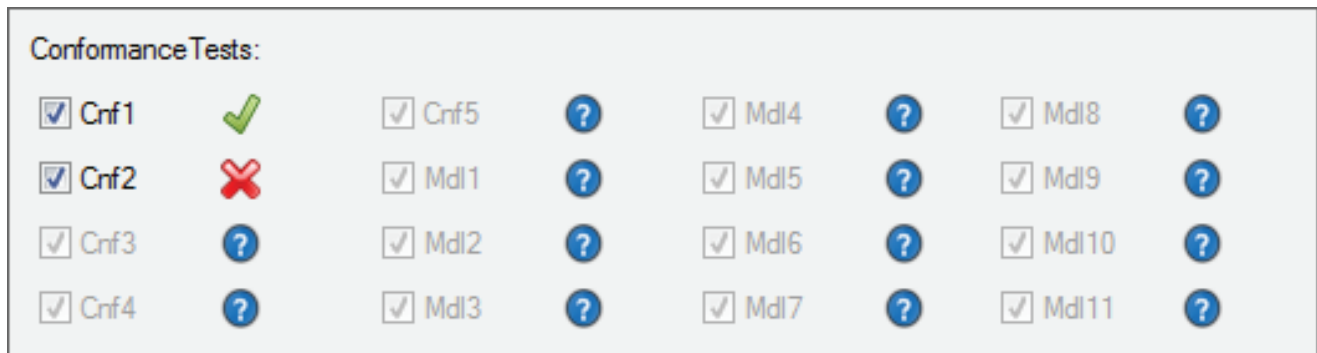 ConformanceTests:
Cnf1 Cnf5 Mdl4 Mdl8
Cnf2 Mdl1 Mdl5 Mdl9
Cnf3 Mdl2 Mdl6 Mdl10
Cnf4 Mdl3 Mdl7 Mdl11